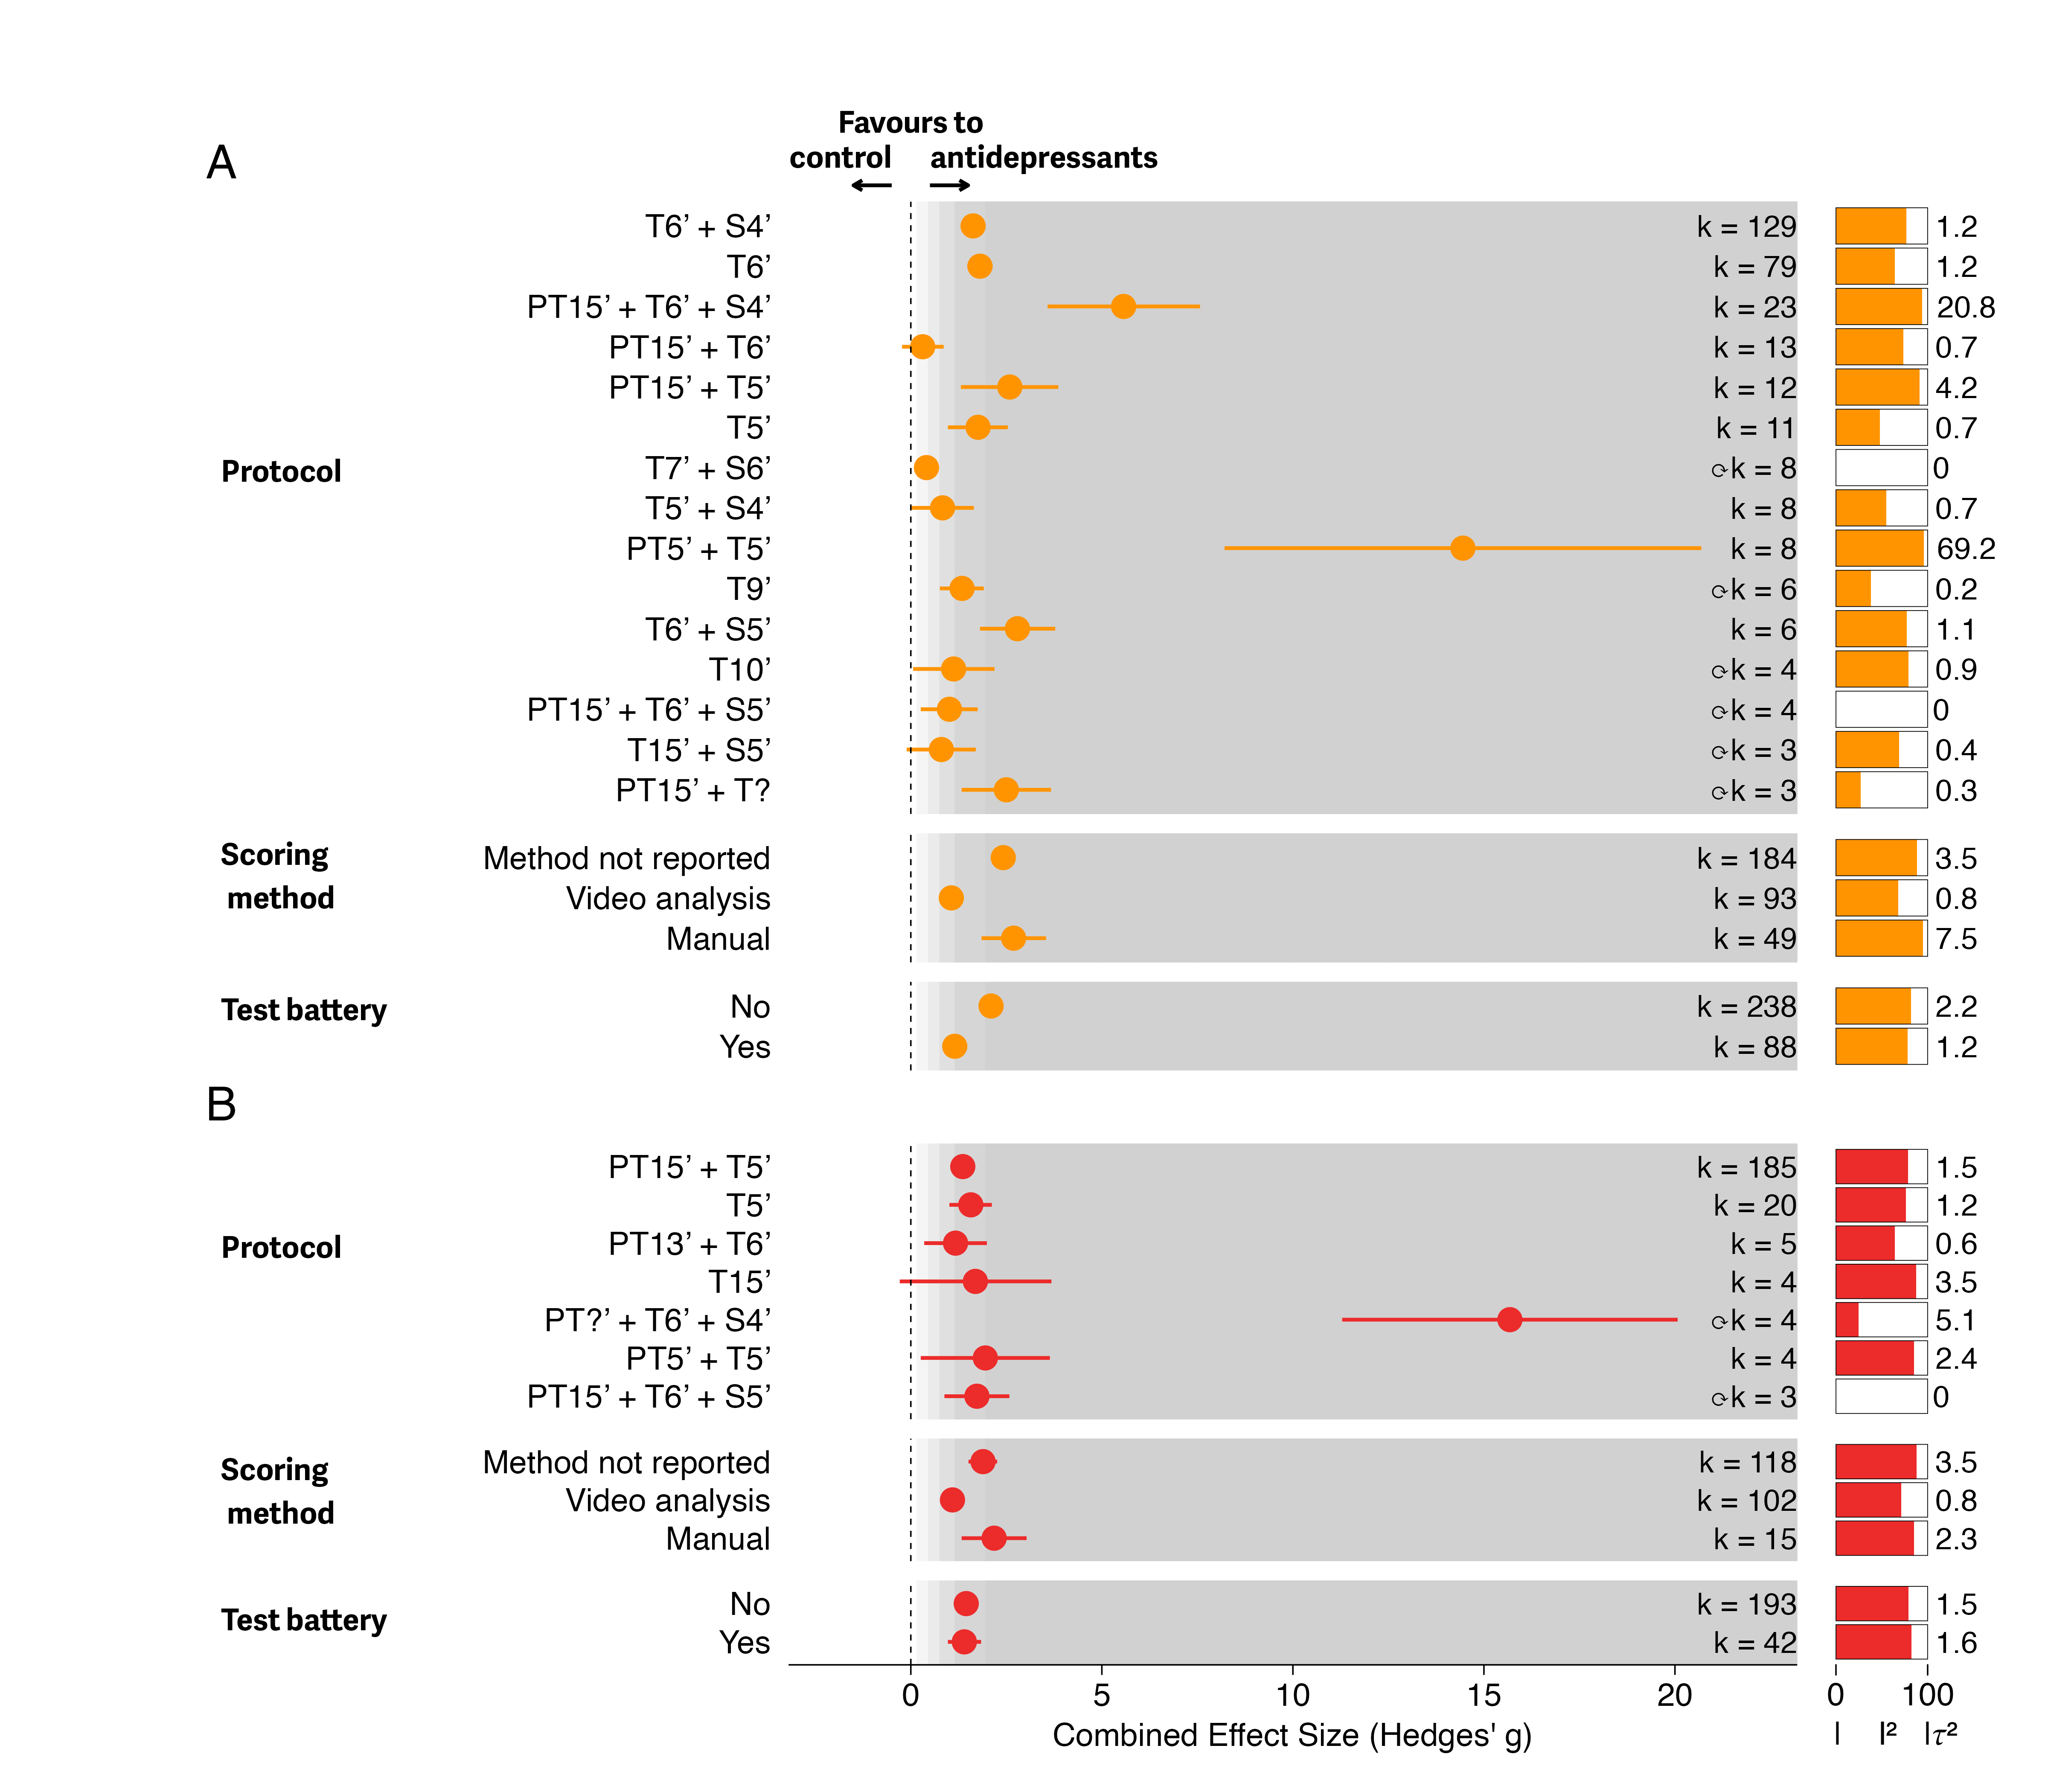 Favours to
control antidepressants
A
T6’ + S4’ k = 129 1.2
T6’ k = 79 1.2
PT15’ + T6’ + S4’ k = 23 20.8
PT15’ + T6’ k = 13 0.7
PT15’ + T5’ k = 12 4.2
T5’ k = 11 0.7
Protocol T7’ + S6’ ⟳k = 8 0
T5’ + S4’ k = 8 0.7
PT5’ + T5’ k = 8 69.2
T9’ ⟳k = 6 0.2
T6’ + S5’ k = 6 1.1
T10’ ⟳k = 4 0.9
PT15’ + T6’ + S5’ ⟳k = 4 0
T15’ + S5’ ⟳k = 3 0.4
PT15’ + T? ⟳k = 3 0.3
Scoring
method
Method not reported k = 184 3.5
Video analysis k = 93 0.8
Manual k = 49 7.5
Test battery
No k = 238 2.2
Yes k = 88 1.2
B
PT15’ + T5’ k = 185 1.5
T5’ k = 20 1.2
Protocol PT13’ + T6’ k = 5 0.6
T15’ k = 4 3.5
PT?’ + T6’ + S4’ ⟳k = 4 5.1
PT5’ + T5’ k = 4 2.4
PT15’ + T6’ + S5’ ⟳k = 3 0
Scoring
method
Method not reported k = 118 3.5
Video analysis k = 102 0.8
Manual k = 15 2.3
Test battery
No k = 193 1.5
Yes k = 42 1.6
0 5 10 15 20 0 100
Combined Effect Size (Hedges' g) | I² |τ²